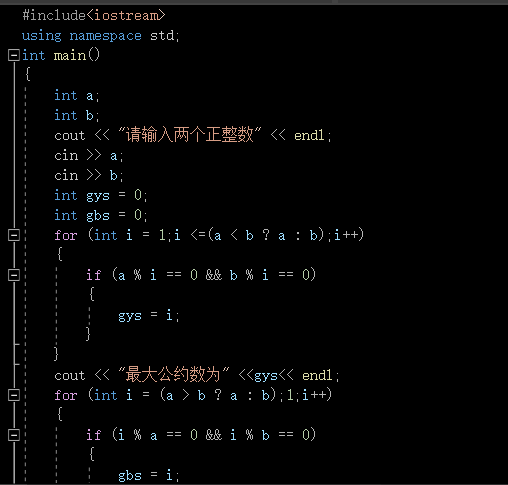 #include<iostream>
using namespace std;
int main()
{
int a;
int b;
cout << "请输入两个正整数" << endl;
cin >> a;
cin >> b;
int gys = 0;
int gbs = 0;
for (int i = 1;i <=(a < b ? a : b);i++)
{
if (a % i == 0 && b % i == 0)
{
gys = i;
}
}
cout << "最大公约数为" <<gys<< endl;
for (int i = (a > b ? a : b);1;i++)
{
if (i % a == 0 && i % b == 0)
{
gbs = i;